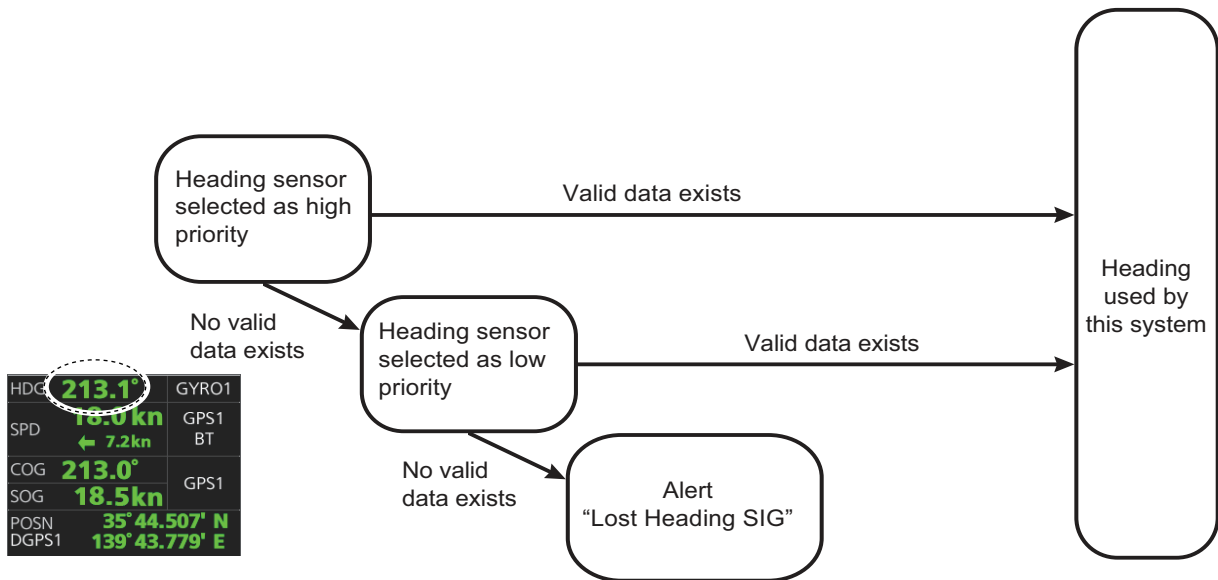 Heading sensor
selected as high
priority
Valid data exists
Heading
used by
this system
No valid
data exists
Heading sensor
selected as low
priority
Valid data exists
No valid
data exists
Alert
“Lost Heading SIG”
HDG 213.1° GYRO1
SPD 18.0 kn GPS1
7.2kn BT
COG 213.0° GPS1
SOG 18.5kn
POSN 35°44.507' N
DGPS1 139°43.779' E